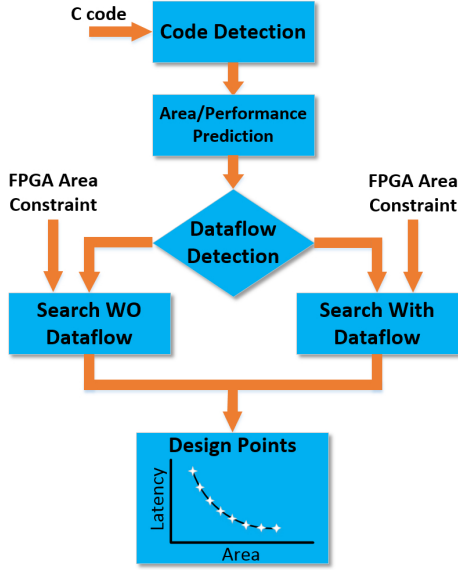 C code
Code Detection
Area/Performance
Prediction
FPGA Area
Constraint
FPGA Area
Constraint
Dataflow
Detection
Search WO
Dataflow
Search With
Dataflow
Design Points
Latency
Area